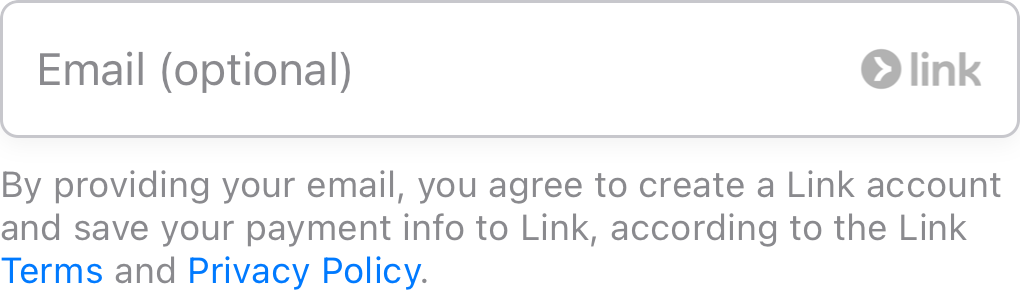 Email (optional)
link
By providing your email, you agree to create a Link account
and save your payment info to Link, according to the Link
Terms and Privacy Policy.